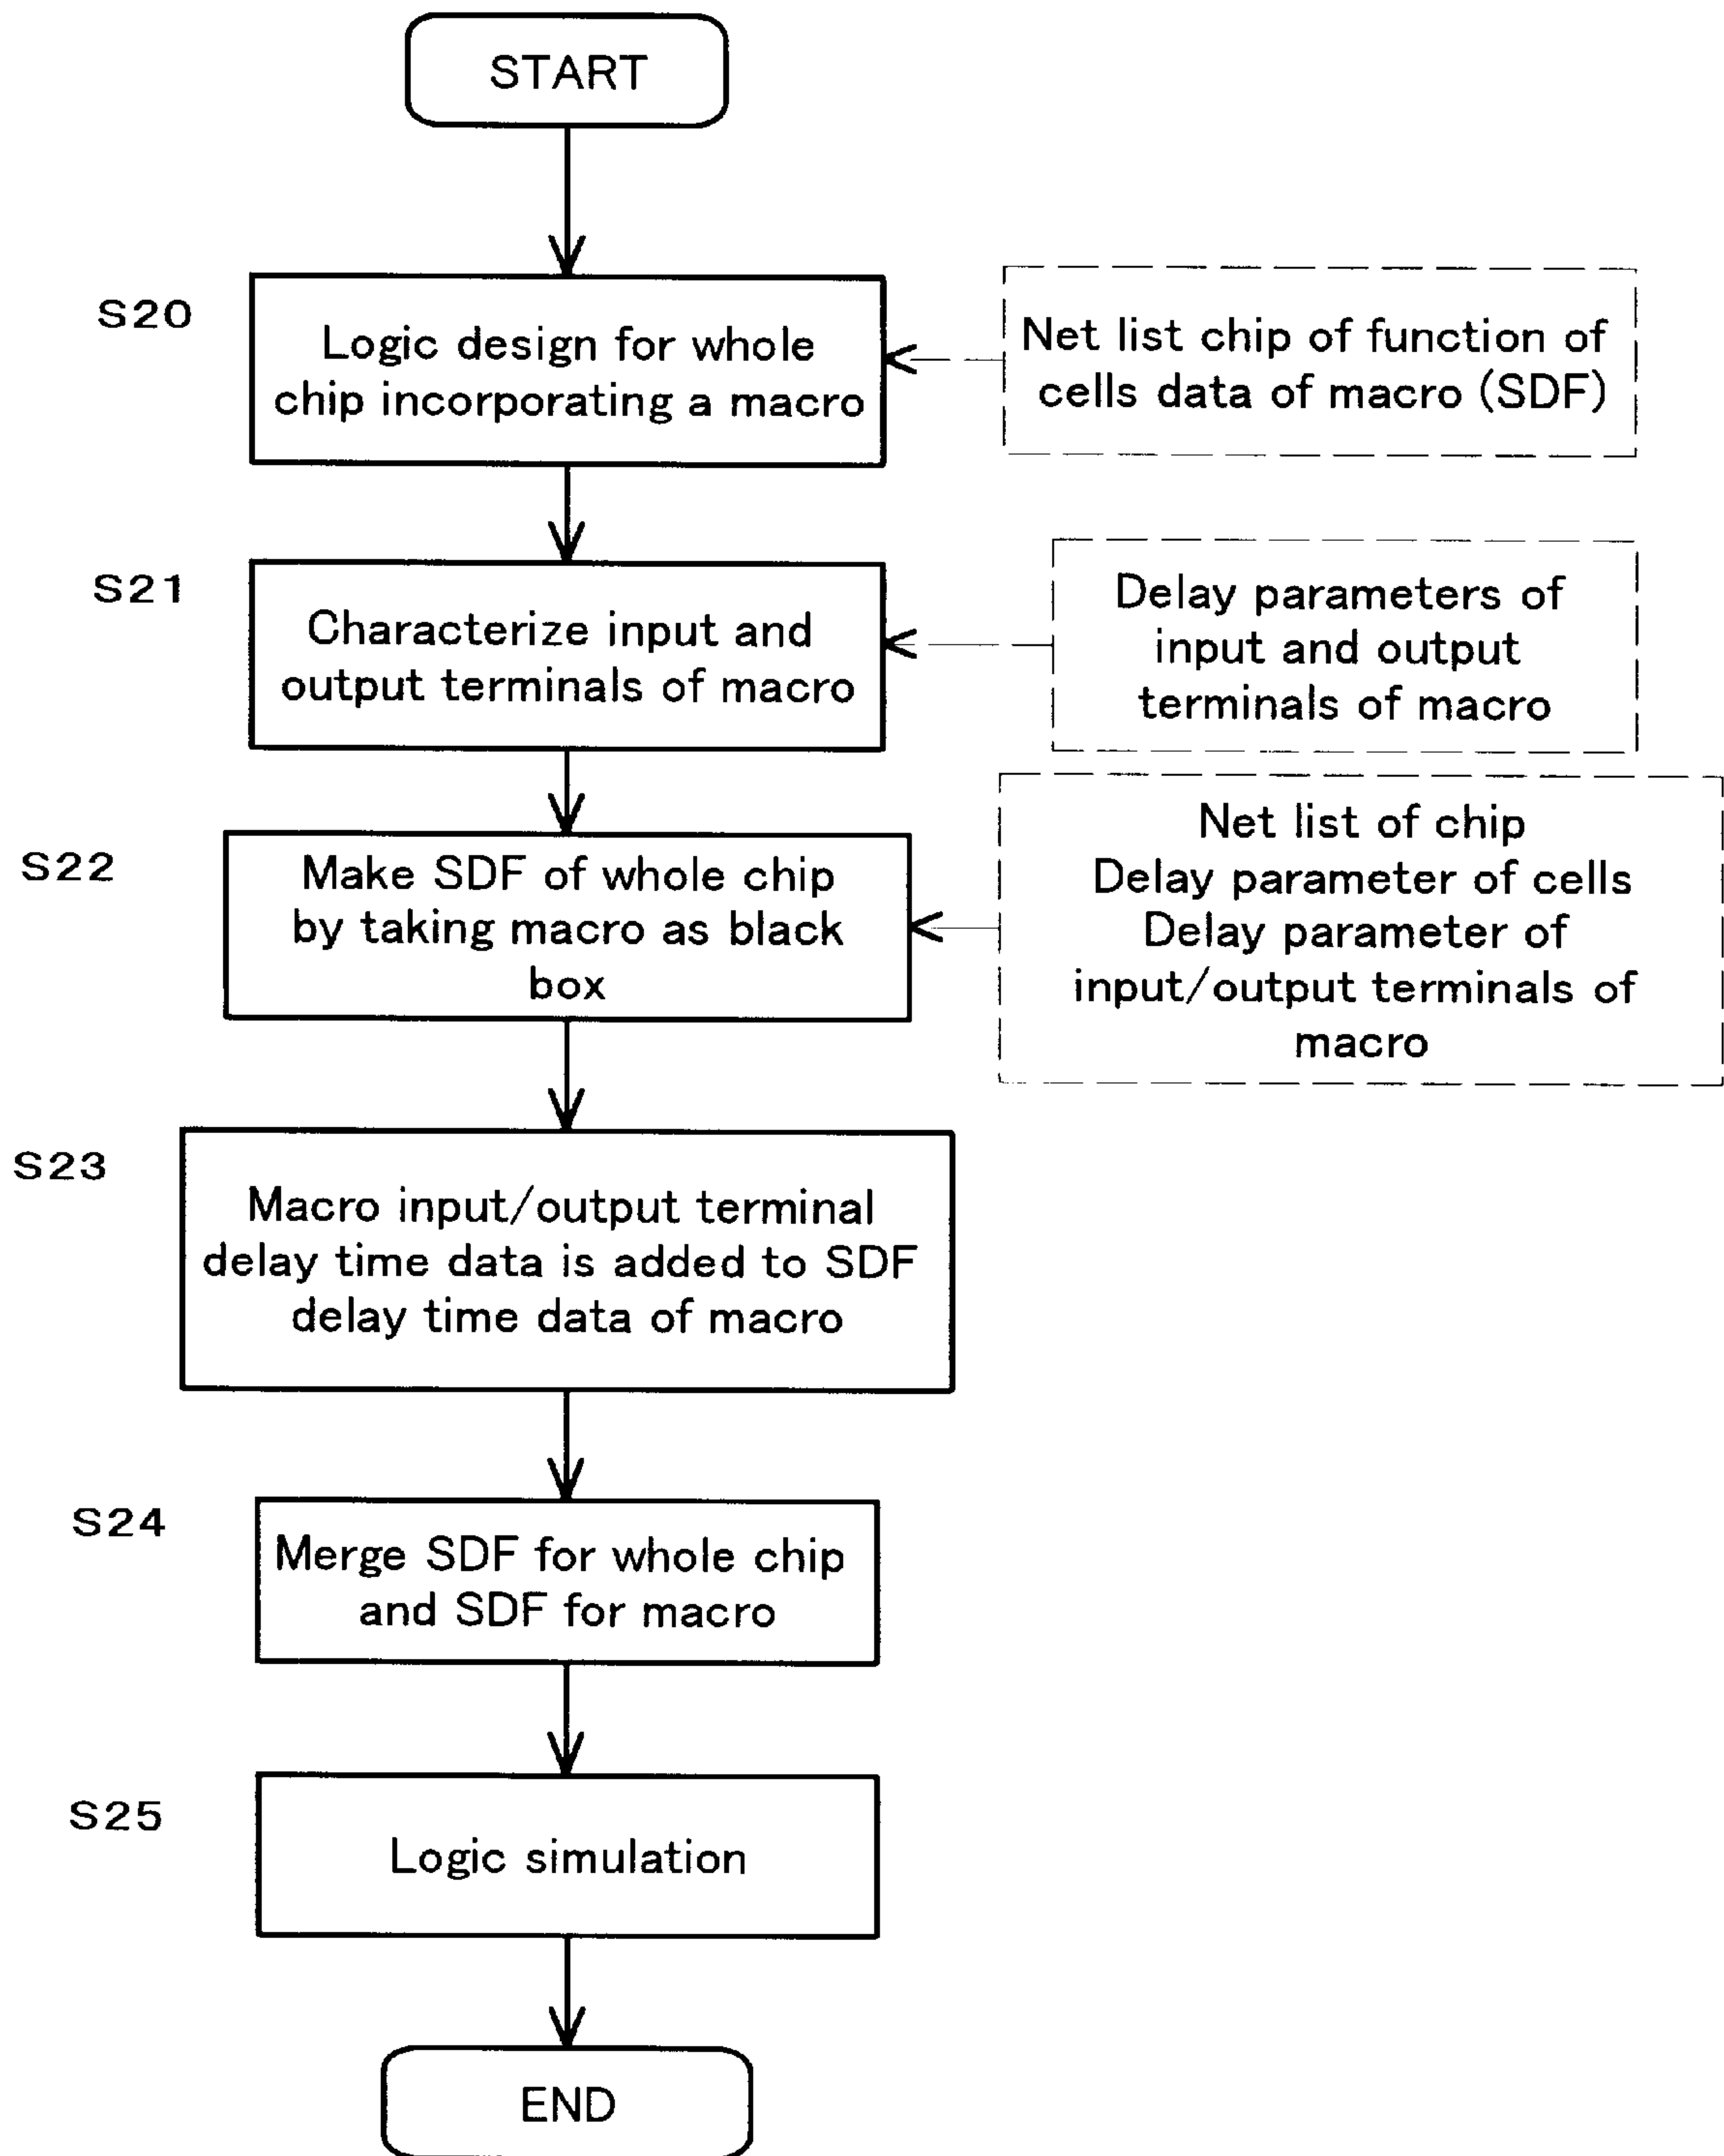 START
S20
Logic design for whole
chip incorporating a macro
Net list chip of function of
cells data of macro (SDF)
S21
Characterize input and
output terminals of macro
Delay parameters of
input and output
terminals of macro
S22
Make SDF of whole chip
by taking macro as black
box
Net list of chip
Delay parameter of cells
Delay parameter of
input/output terminals of
macro
S23
Macro input/output terminal
delay time data is added to SDF
delay time data of macro
S24
Merge SDF for whole chip
and SDF for macro
S25
Logic simulation
END